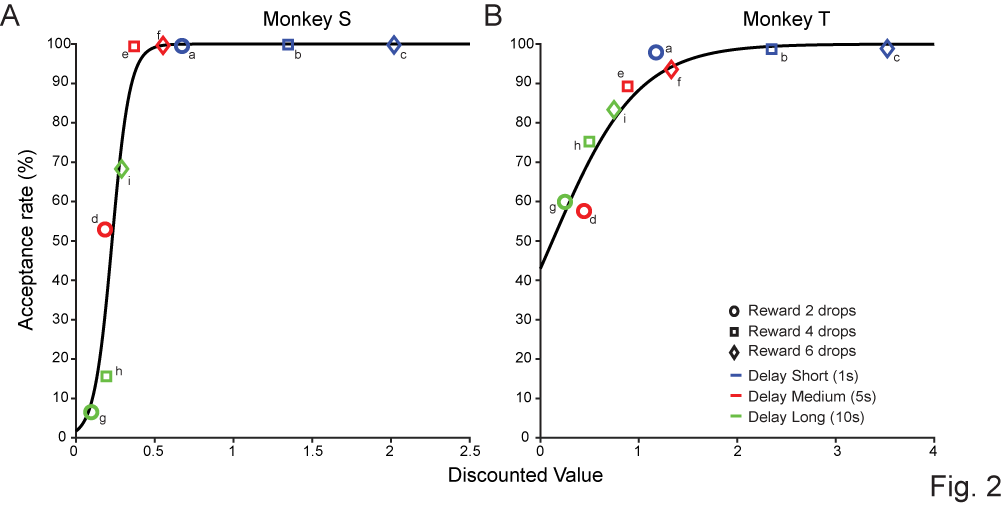 A
Monkey S
B
Monkey T
Acceptance rate (%)
100
90
80
70
60
50
40
30
20
10
0
e
f
a
b
c
i
d
h
g
0
0.5
1
1.5
2
2.5
100
90
80
70
60
50
40
30
20
10
0
a
b
c
e
f
i
h
g
d
Reward 2 drops
Reward 4 drops
Reward 6 drops
Delay Short (1s)
Delay Medium (5s)
Delay Long (10s)
0
1
2
3
4
Discounted Value
Fig. 2